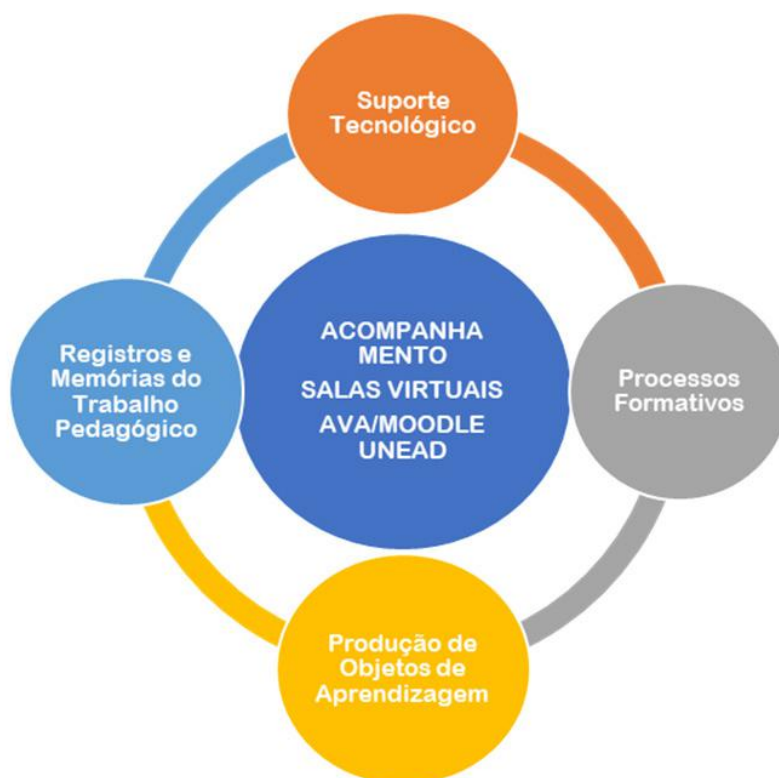 Suporte
Tecnológico
Registros e
Memórias do
Trabalho
Pedagógico
ACOMPANHA
MENTO
SALAS VIRTUAIS
AVA/MOODLE
UNEAD
Processos
Formativos
Produção de
Objetos de
Aprendizagem